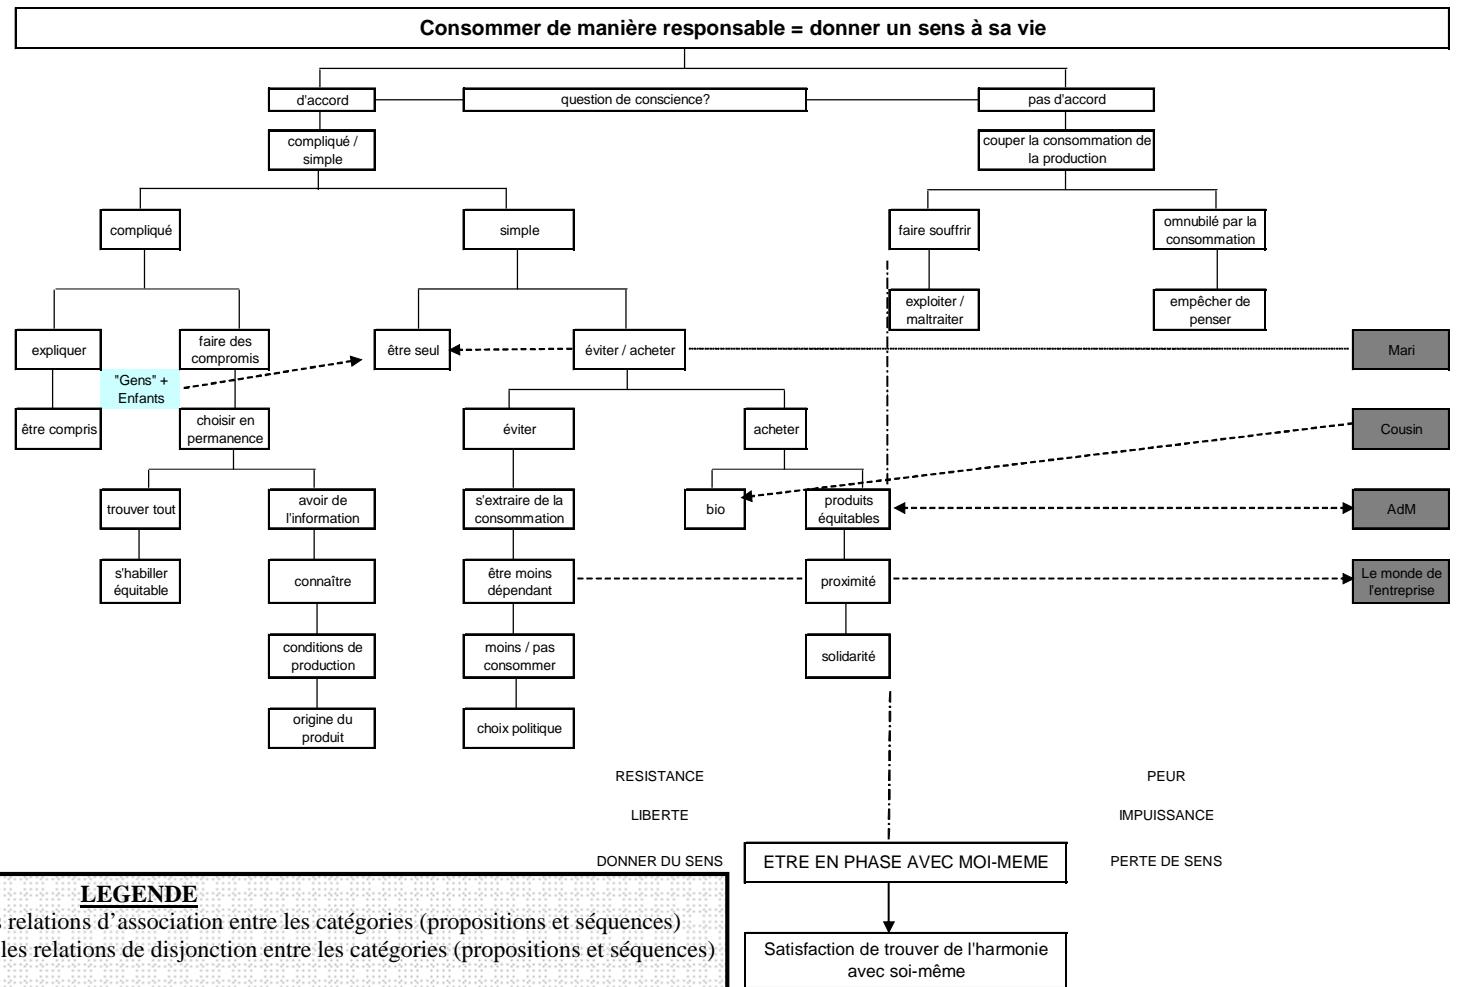 Consommer de manière responsable = donner un sens à sa vie
d'accord
question de conscience?
pas d'accord
compliqué /
simple
couper la consommation de
la production
compliqué
simple
faire souffrir
omnubilé par la
consommation
exploiter /
maltraiter
empêcher de
penser
expliquer
faire des
compromis
être seul
éviter / acheter
Mari
"Gens" +
Enfants
être compris
choisir en
permanence
éviter
acheter
Cousin
trouver tout
avoir de
l'information
s'extraire de la
consommation
bio
produits
équitables
AdM
s'habiller
équitable
connaître
être moins
dépendant
proximité
Le monde de
l'entreprise
conditions de
production
moins / pas
consommer
solidarité
origine du
produit
choix politique
RESISTANCE
PEUR
LIBERTE
IMPUISSANCE
DONNER DU SENS
ETRE EN PHASE AVEC MOI-MEME
PERTE DE SENS
LEGENDE
relations d'association entre les catégories (propositions et séquences)
les relations de disjonction entre les catégories (propositions et séquences)
Satisfaction de trouver de l'harmonie
avec soi-même